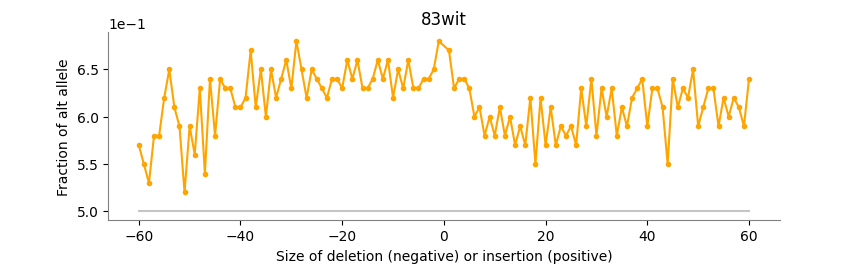 83wit
1e−1
Fraction of alt allele
6.5
6.0
5.5
5.0
−60 −40 −20 0 20 40 60
Size of deletion (negative) or insertion (positive)